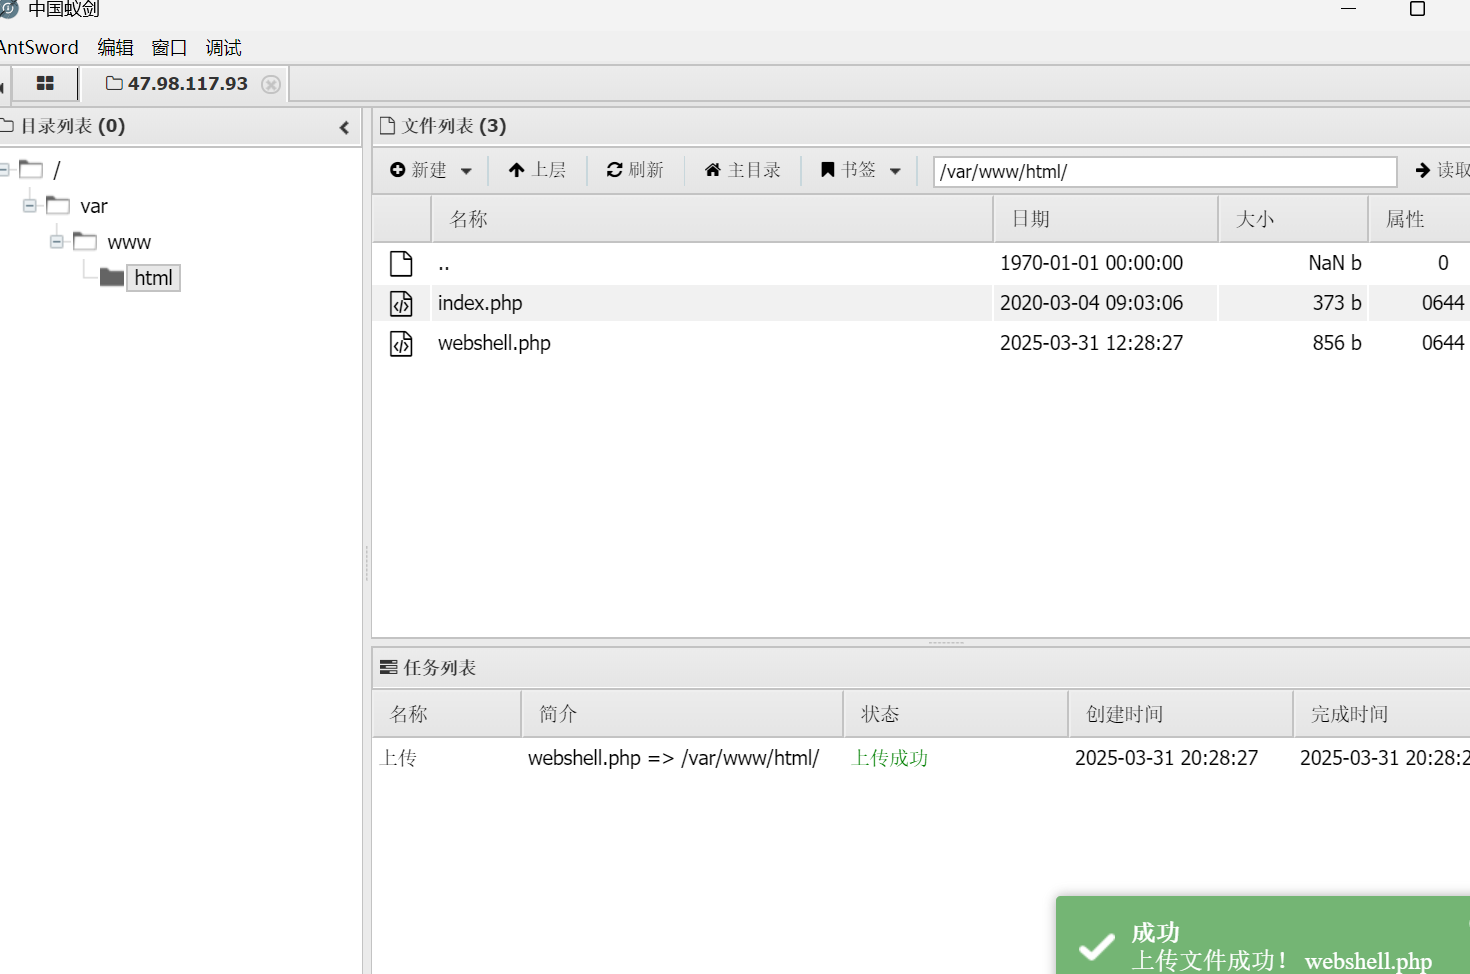 中国蚁剑
AntSword 编辑 窗口 调试
47.98.117.93
目录列表 (0)
/
var
www
html
文件列表 (3)
新建 上层 刷新 主目录 书签 /var/www/html/ 读取
名称 日期 大小 属性
.. 1970-01-01 00:00:00 NaN b 0
index.php 2020-03-04 09:03:06 373 b 0644
webshell.php 2025-03-31 12:28:27 856 b 0644
任务列表
名称 简介 状态 创建时间 完成时间
上传 webshell.php => /var/www/html/ 上传成功 2025-03-31 20:28:27 2025-03-31 20:28:2
成功
上传文件成功! webshell.php